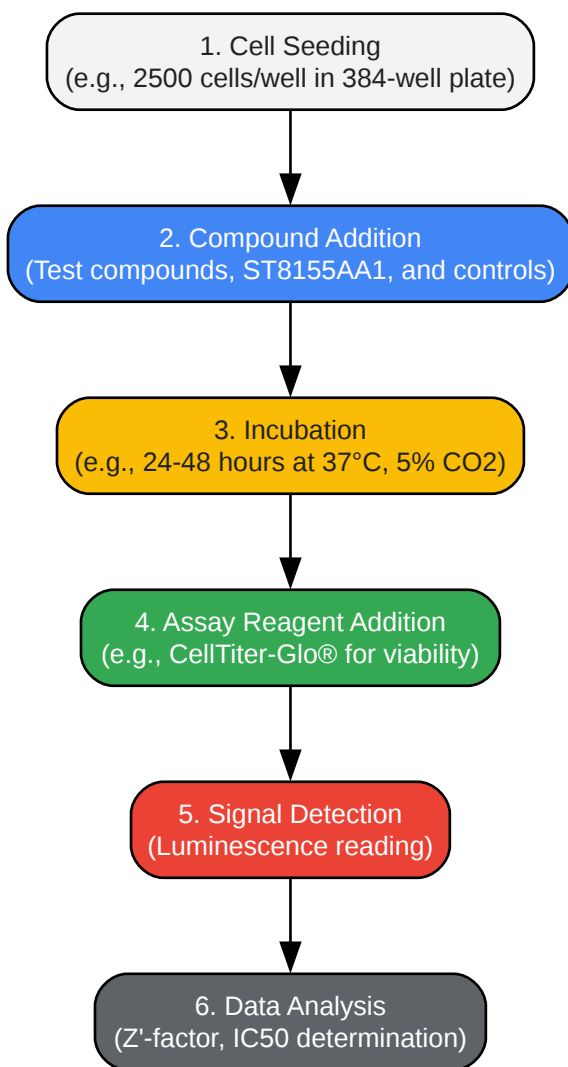 1. Cell Seeding
(e.g., 2500 cells/well in 384-well plate)
2. Compound Addition
(Test compounds, ST8155AA1, and controls)
3. Incubation
(e.g., 24-48 hours at 37°C, 5% CO2)
4. Assay Reagent Addition
(e.g., CellTiter-Glo® for viability)
5. Signal Detection
(Luminescence reading)
6. Data Analysis
(Z'-factor, IC50 determination)